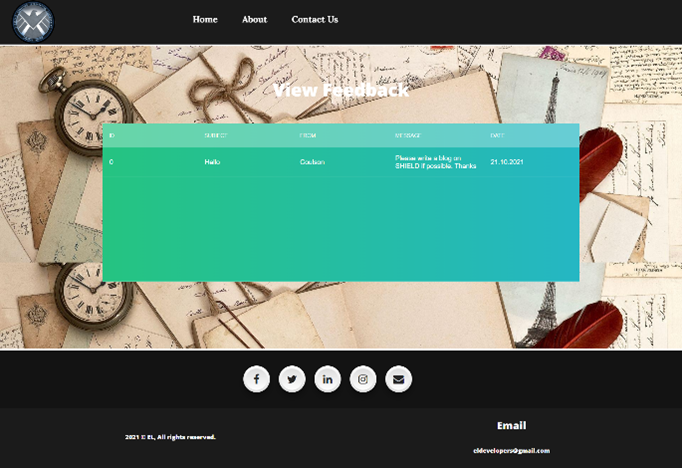 Home About Contact Us
View Feedback
ID SUBJECT FROM MESSAGE DATE
0 Hello Coulson Please write a blog on 21.10.2021
SHIELD if possible. Thanks
Email
2021 © EL, All rights reserved.
eldevelopers@gmail.com